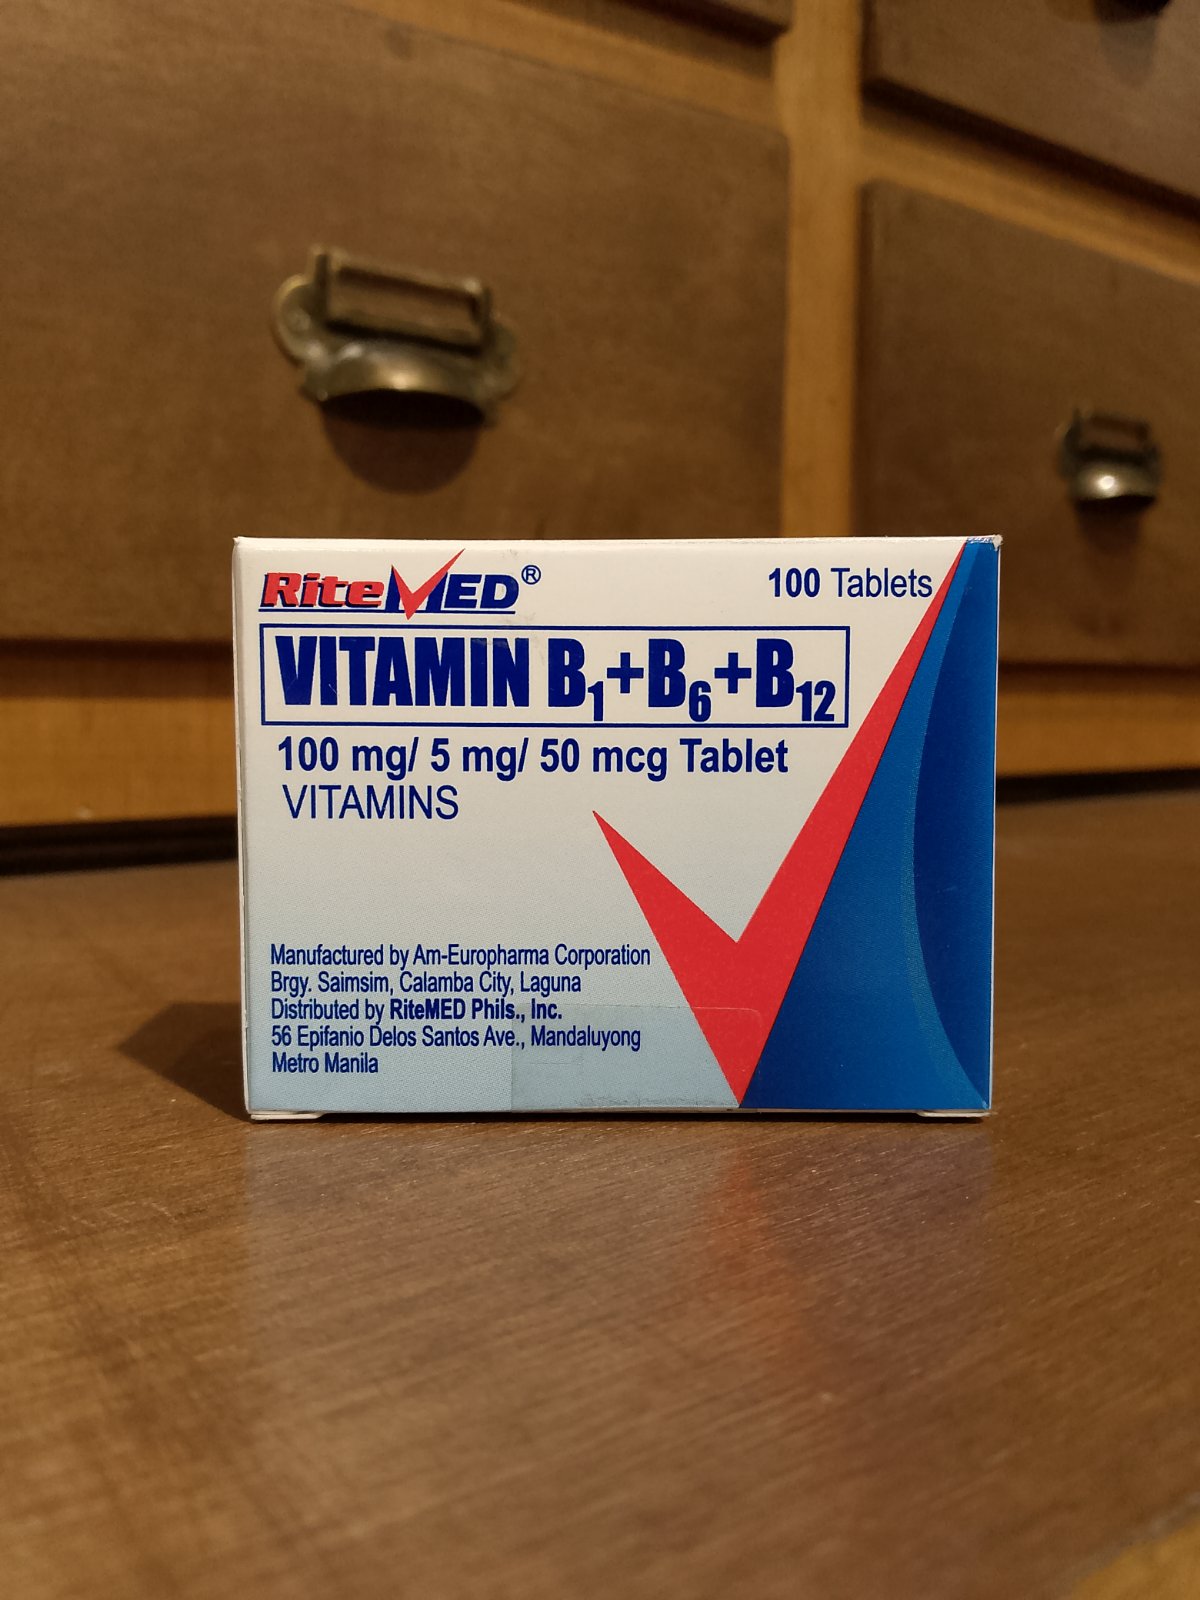 RiteMED®
100 Tablets
VITAMIN B₁+B₆+B₁₂
100 mg/ 5 mg/ 50 mcg Tablet
VITAMINS
Manufactured by Am-Europharma Corporation
Brgy. Saimsim, Calamba City, Laguna
Distributed by RiteMED Phils., Inc.
56 Epifanio Delos Santos Ave., Mandaluyong
Metro Manila